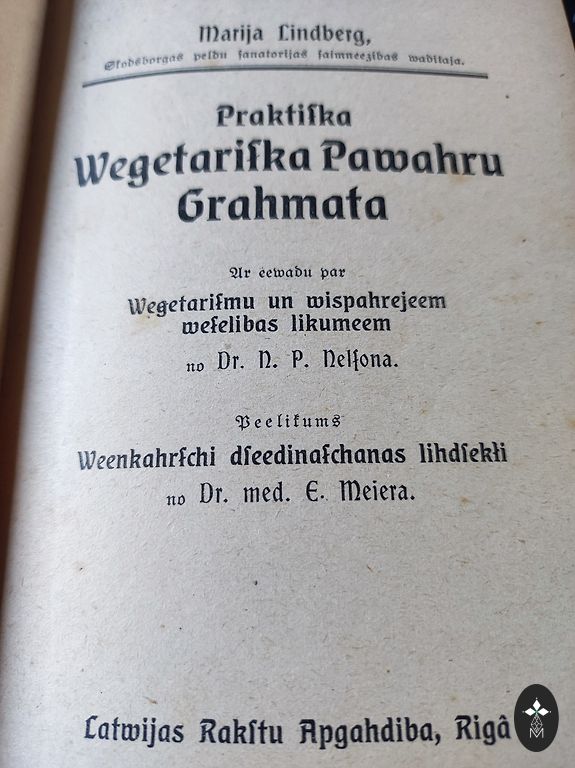 Marija Lindberg,
Skodsborgas peldu ſanatorijas ſaimneezibas waditaja.
Praktiſka
Wegetariſka Pawahru
Grahmata
Ar eewadu par
Wegetariſmu un wispahrejeem
weſelibas likumeem
no Dr. N. P. Nelſona.
Peelikums
Weenkahrſchi dſeedinaſchanas lihdſekłi
no Dr. med. E. Meiera.
Latwijas Rakſtu Apgahdiba, Rigâ
M